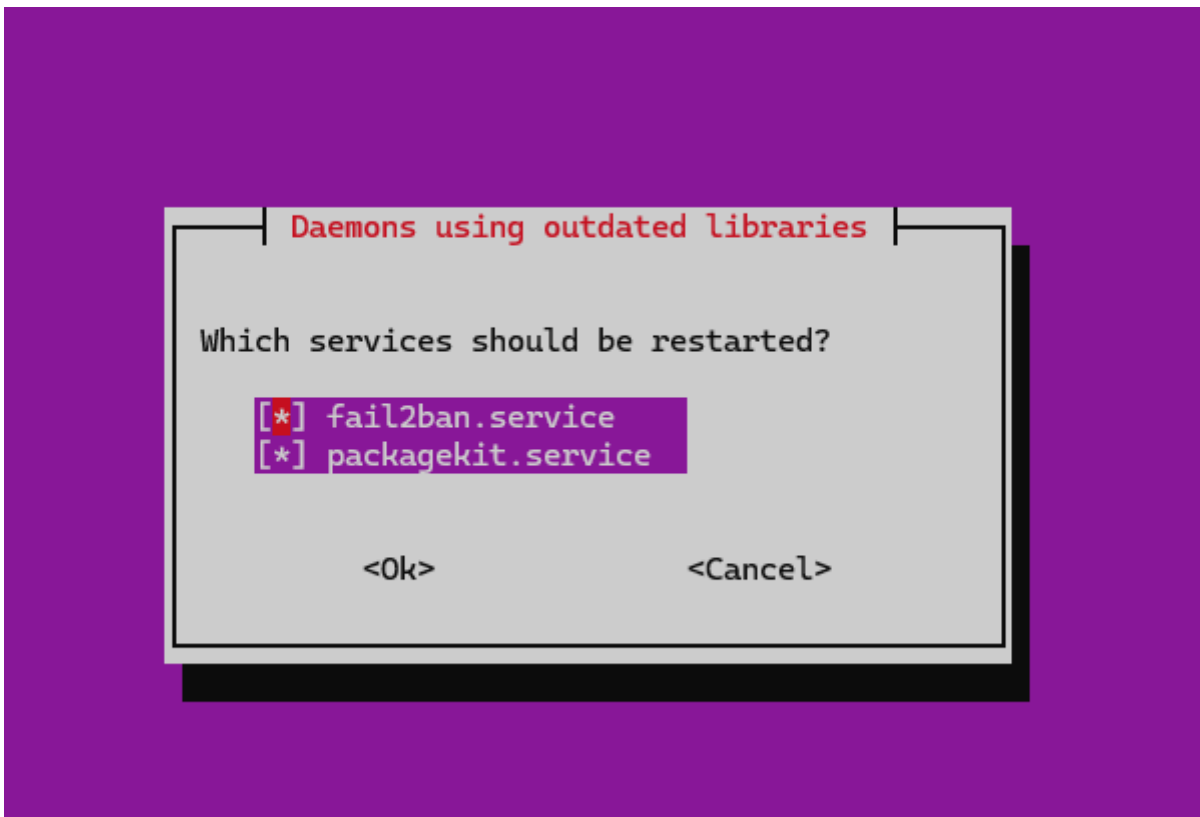 Daemons using outdated libraries
Which services should be restarted?
[*] fail2ban.service
[*] packagekit.service
<Ok> <Cancel>